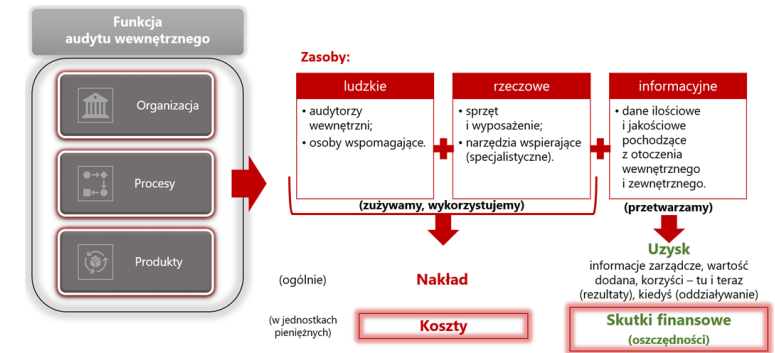 Funkcja
audytu wewnętrznego
Organizacja
Procesy
Produkty
Zasoby:
ludzkie
• audytorzy
wewnętrzni;
• osoby wspomagające.
rzeczowe
• sprzęt
i wyposażenie;
• narzędzia wspierające
(specjalistyczne).
informacyjne
• dane ilościowe
i jakościowe
pochodzące
z otoczenia
wewnętrznego
i zewnętrznego.
(zużywamy, wykorzystujemy)
(przetwarzamy)
(ogólnie)
Nakład
Uzysk
informacje zarządcze, wartość
dodana, korzyści – tu i teraz
(rezultaty), kiedyś (oddziaływanie)
(w jednostkach
pieniężnych)
Koszty
Skutki finansowe
(oszczędności)